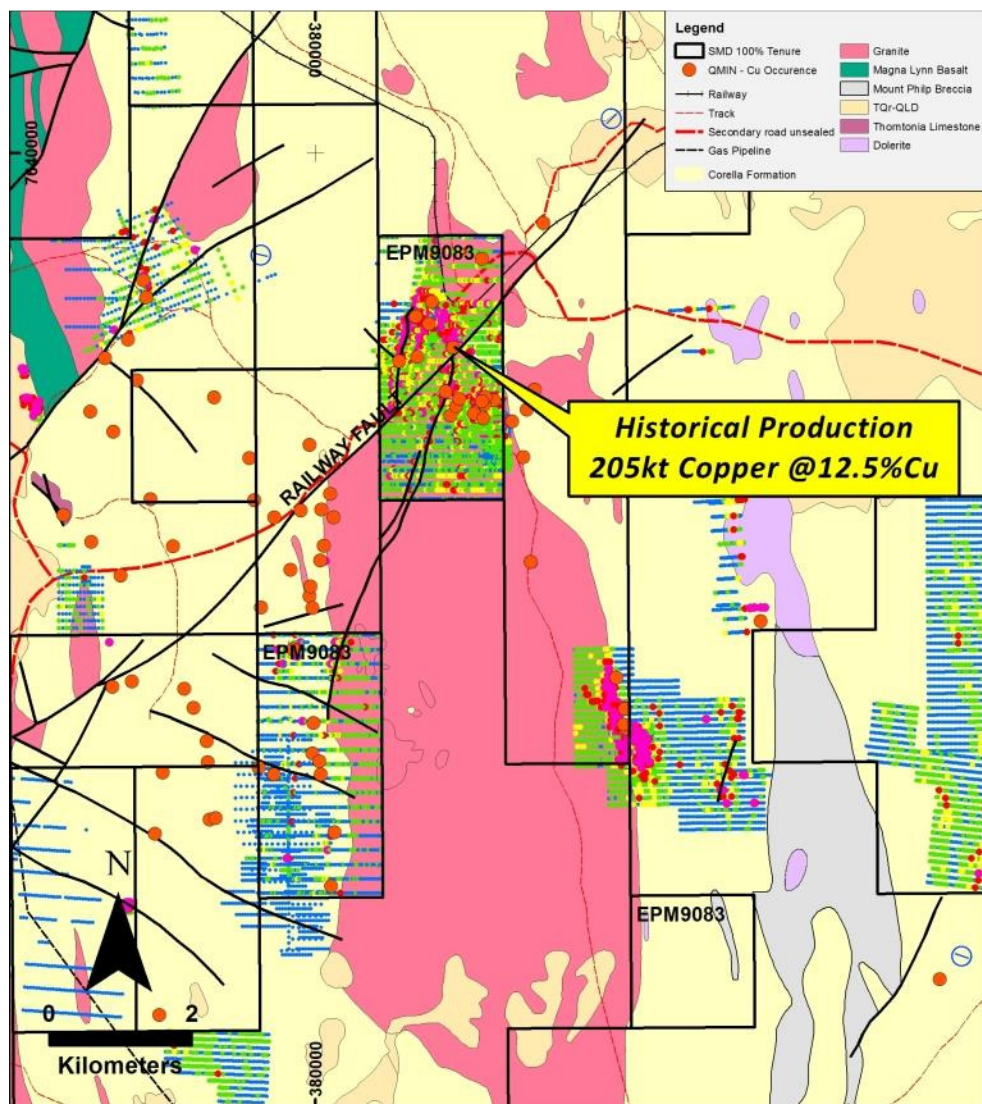 Legend
SMD 100% Tenure
QMIN - Cu Occurence
Railway
Track
Secondary road unsealed
Gas Pipeline
Corella Formation
Granite
Magna Lynn Basalt
Mount Philp Breccia
TQr-QLD
Thorntonia Limestone
Dolerite
380000
7640000
EPM9083
RAILWAY FAULT
Historical Production
205kt Copper @12.5%Cu
EPM9083
EPM9083
N
0 2
Kilometers
380000